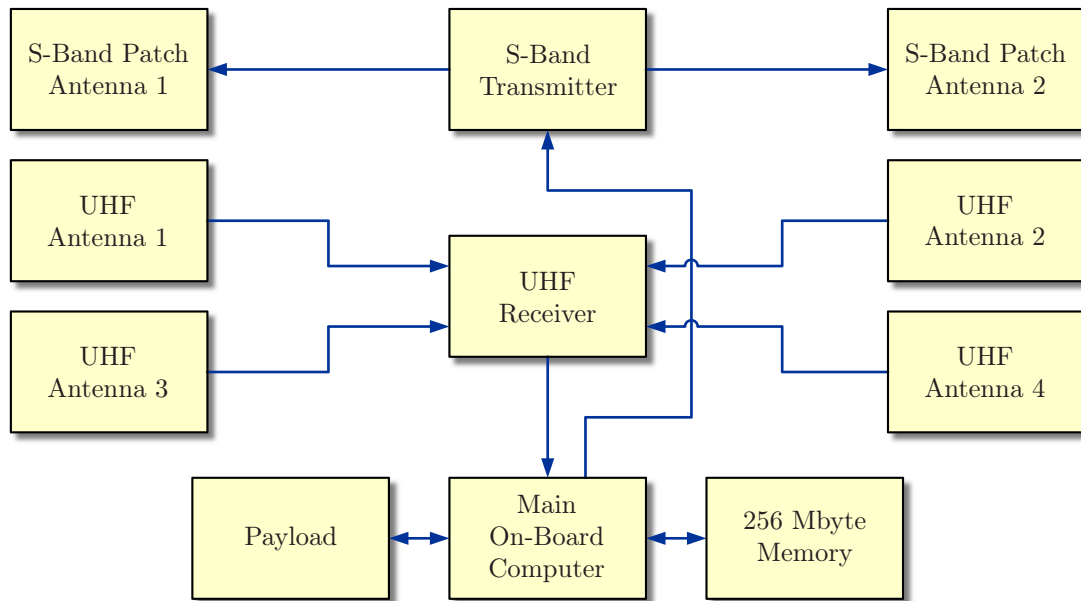 S-Band Patch
Antenna 1
S-Band
Transmitter
S-Band Patch
Antenna 2
UHF
Antenna 1
UHF
Antenna 2
UHF
Receiver
UHF
Antenna 3
UHF
Antenna 4
Payload
Main
On-Board
Computer
256 Mbyte
Memory